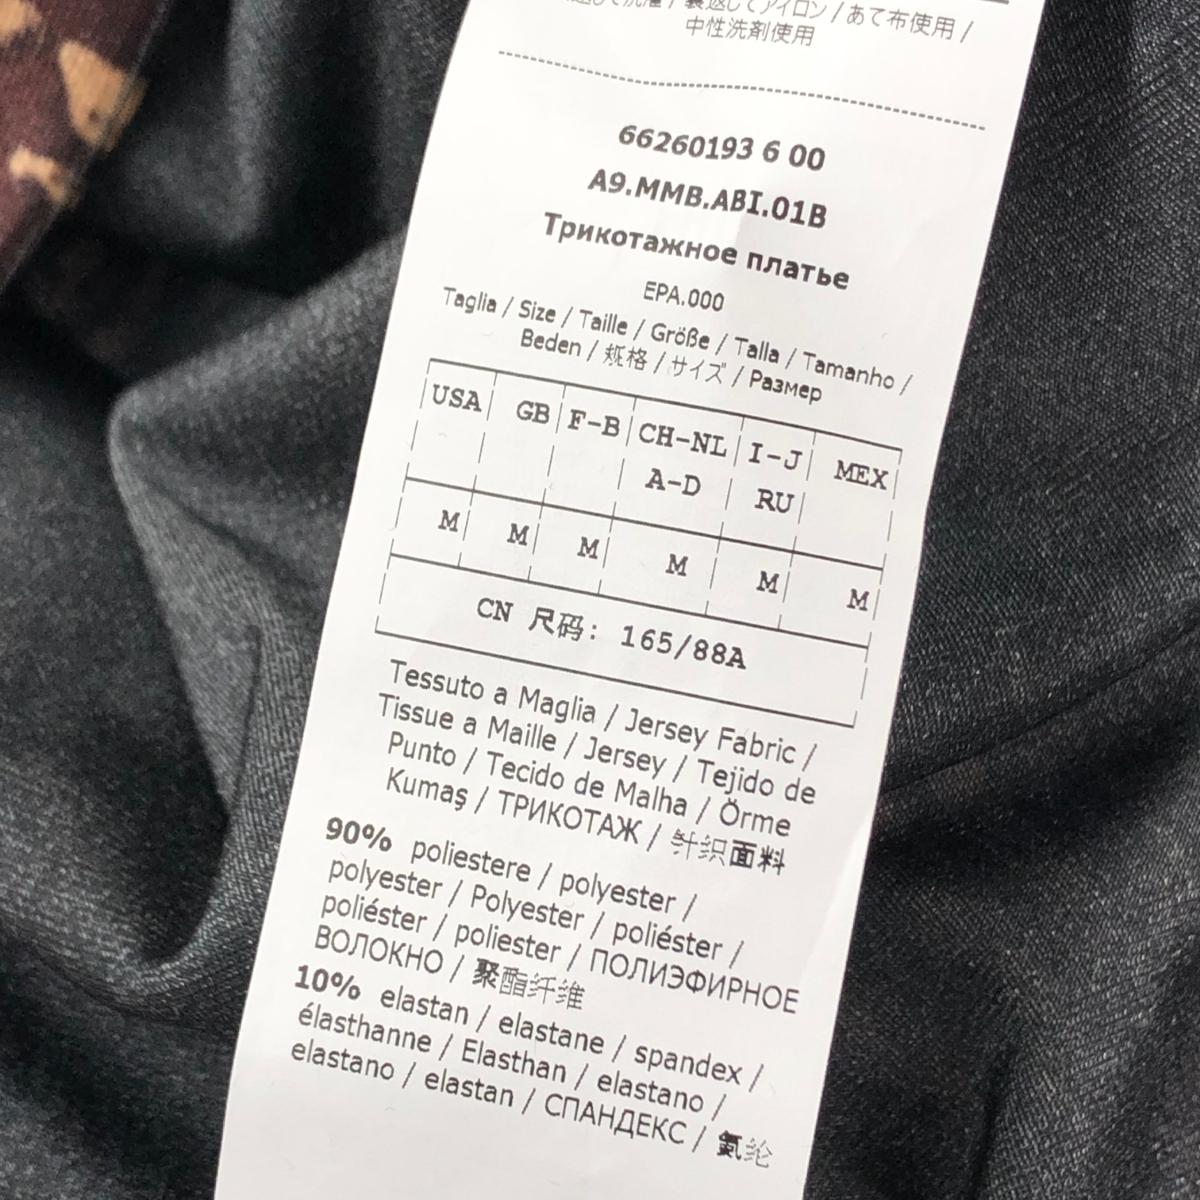 裏返してアイロン / あて布使用 /
中性洗剤使用
66260193 6 00
A9.MMB.ABI.01B
Трикотажное платье
EPA.000
Taglia / Size / Taille / Größe / Talla / Tamanho /
Beden / 规格 / サイズ / Размер
USA GB F-B CH-NL I-J MEX
A-D RU
M M M M M M
CN 尺码: 165/88A
Tessuto a Maglia / Jersey Fabric /
Tissue a Maille / Jersey / Tejido de
Punto / Tecido de Malha / Örme
Kumaş / ТРИКОТАЖ / 针织面料
90% poliestere / polyester /
polyester / Polyester / poliéster /
poliéster / poliester / ПОЛИЭФИРНОЕ
ВОЛОКНО / 聚酯纤维
10% elastan / elastane / spandex /
élasthanne / Elasthan / elastano /
elastano / elastan / СПАНДЕКС / 氨纶